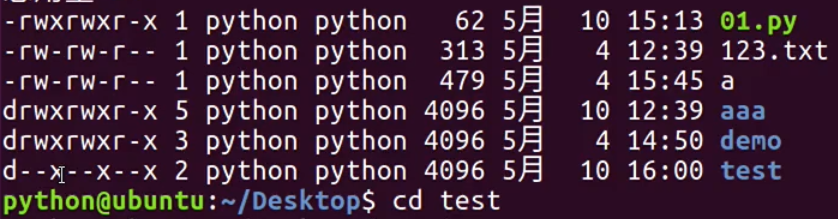 -rwxrwxr-x 1 python python   62 5月  10 15:13 01.py
-rw-rw-r-- 1 python python  313 5月   4 12:39 123.txt
-rw-rw-r-- 1 python python  479 5月   4 15:45 a
drwxrwxr-x 5 python python 4096 5月  10 12:39 aaa
drwxrwxr-x 3 python python 4096 5月   4 14:50 demo
d--x--x--x 2 python python 4096 5月  10 16:00 test
python@ubuntu:~/Desktop$ cd test